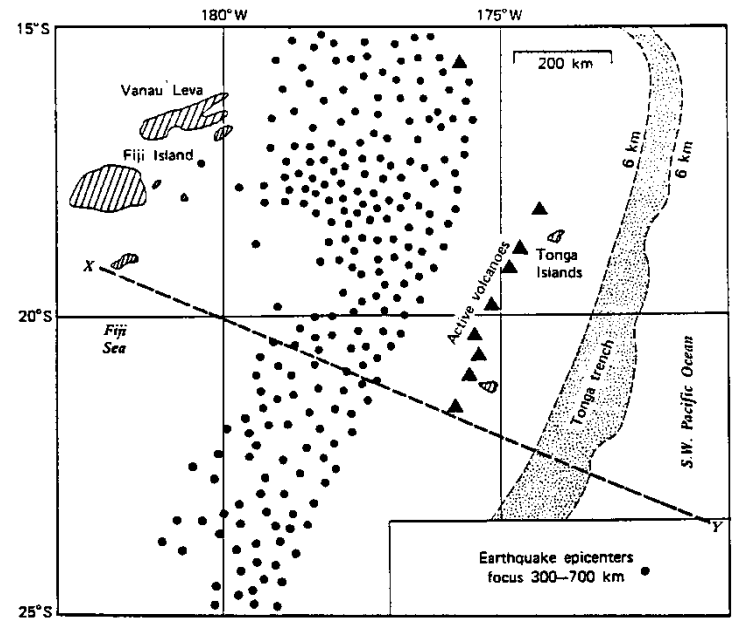 180°W
175°W
15°S
200 km
Vanau Leva
Fiji Island
6 km
6 km
X
Active volcanoes
Tonga
Islands
20°S
Fiji
Sea
Tonga trench
S.W. Pacific Ocean
Y
Earthquake epicenters
focus 300–700 km
25°S